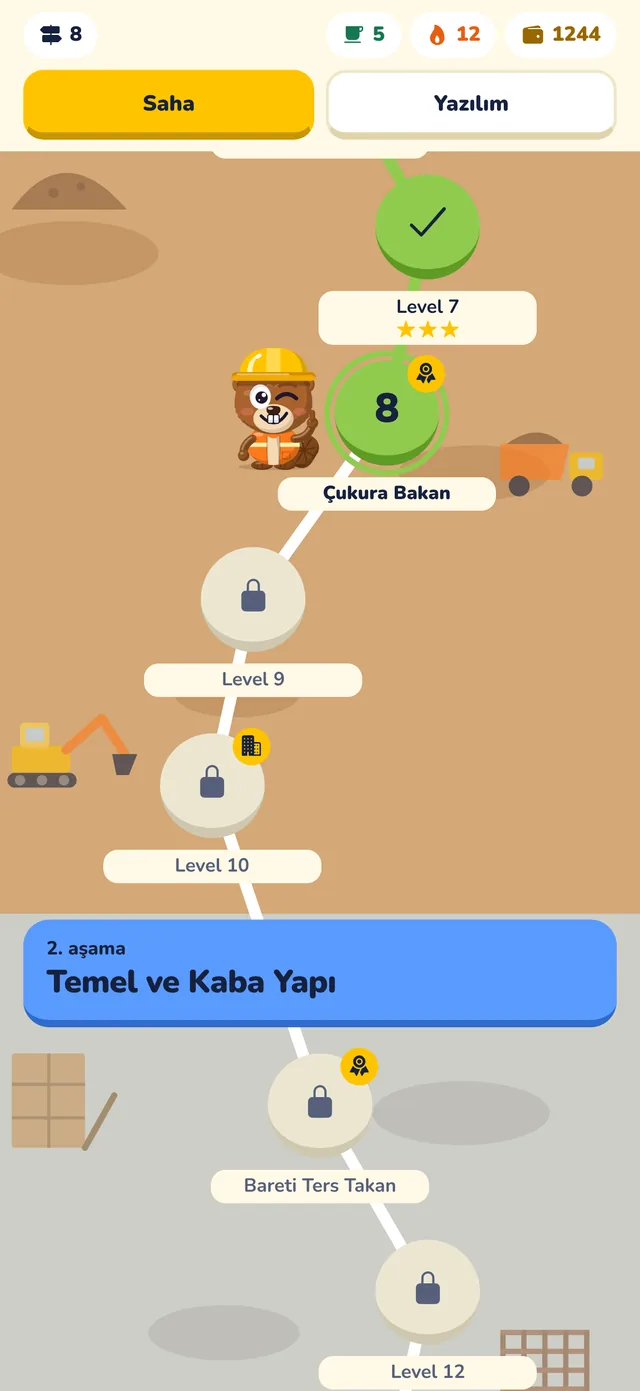 8
5
12
1244
Saha
Yazılım
Level 7
8
Çukura Bakan
Level 9
Level 10
2. aşama
Temel ve Kaba Yapı
Bareti Ters Takan
Level 12